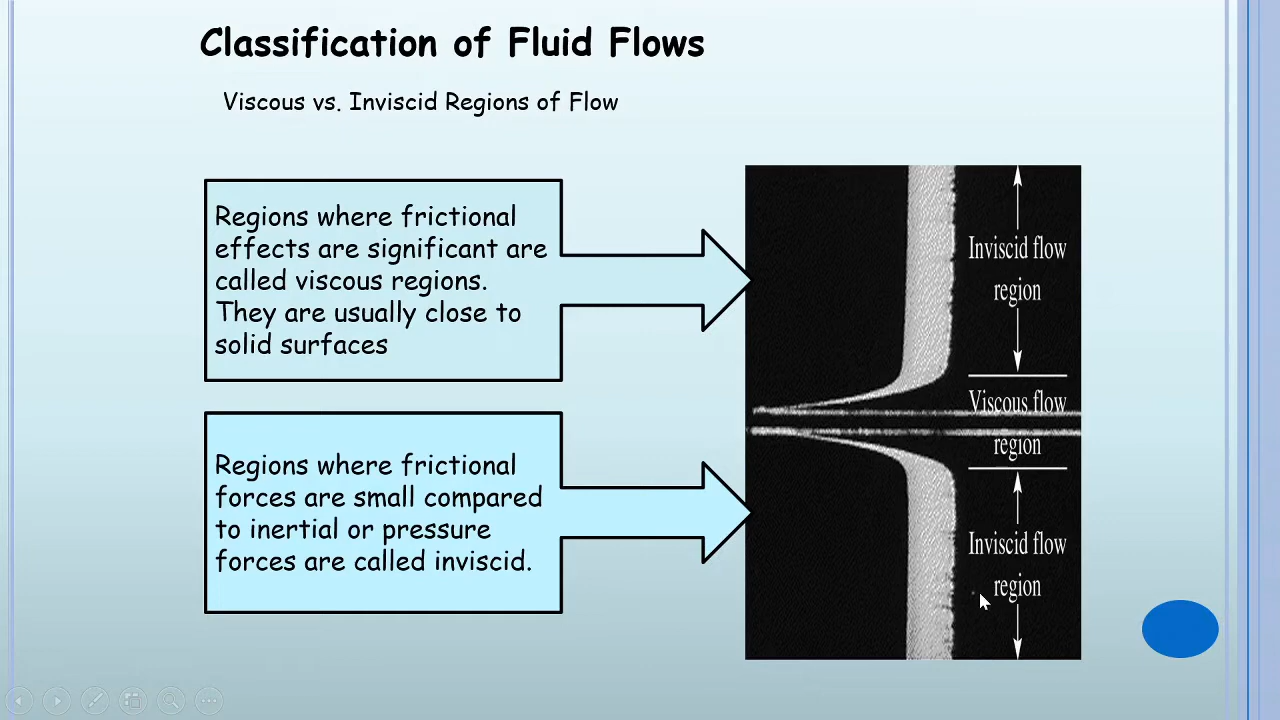 Classification of Fluid Flows
Viscous vs. Inviscid Regions of Flow
Regions where frictional
effects are significant are
called viscous regions.
They are usually close to
solid surfaces
Regions where frictional
forces are small compared
to inertial or pressure
forces are called inviscid.
Inviscid flow
region
Viscous flow
region
Inviscid flow
region